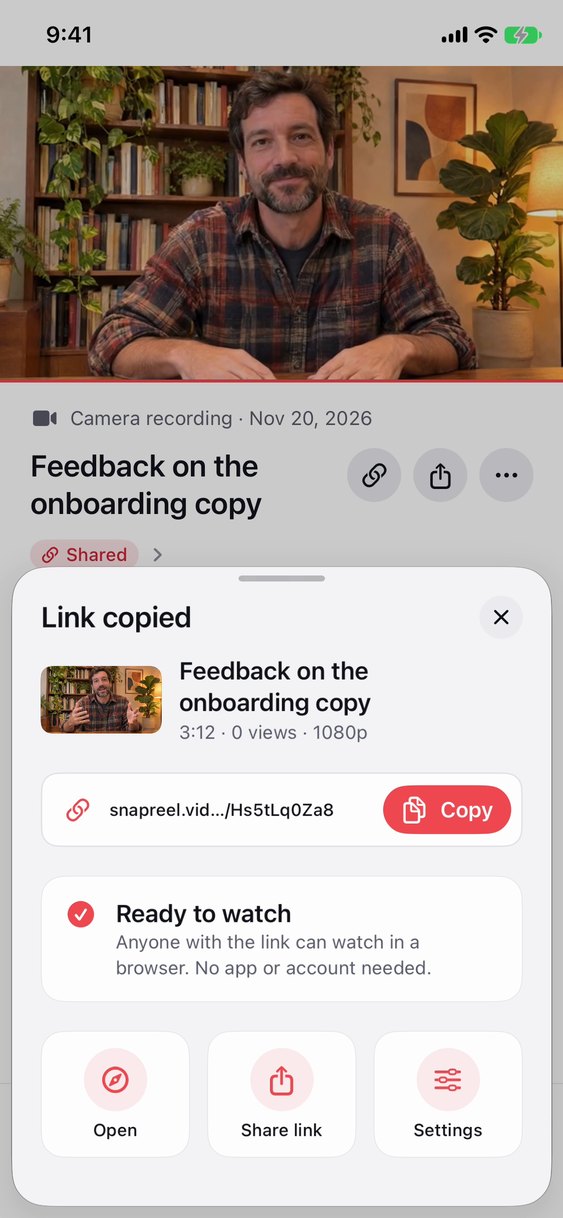 9:41
Camera recording · Nov 20, 2026
Feedback on the
onboarding copy
Shared
Link copied
Feedback on the
onboarding copy
3:12 · 0 views · 1080p
snapreel.vid.../Hs5tLq0Za8
Copy
Ready to watch
Anyone with the link can watch in a
browser. No app or account needed.
Open
Share link
Settings